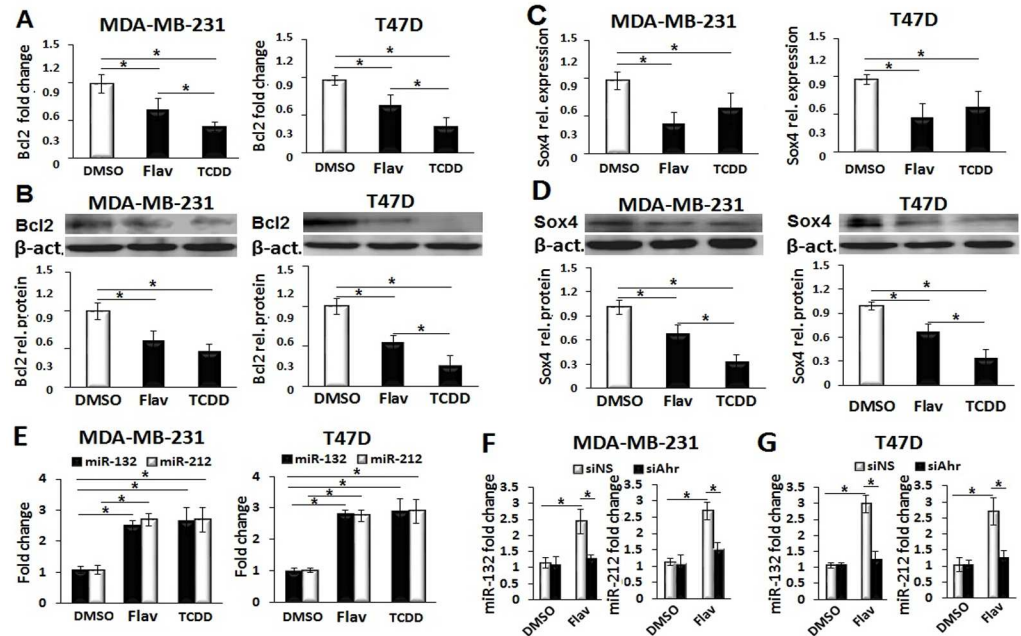 A
MDA-MB-231
T47D
Bcl2 fold change
1.2
0.9
0.6
0.3
0
*
*
*
DMSO
Flav
TCDD
Bcl2 fold change
1.2
0.9
0.6
0.3
0
*
*
*
DMSO
Flav
TCDD
C
MDA-MB-231
T47D
Sox4 rel. expression
1.2
0.9
0.6
0.3
0
*
*
DMSO
Flav
TCDD
Sox4 rel. expression
1.2
0.9
0.6
0.3
0
*
*
DMSO
Flav
TCDD
B
MDA-MB-231
T47D
Bcl2
β-act.
Bcl2
β-act.
Bcl2 rel. protein
1.5
1.2
0.9
0.6
0.3
0
*
*
DMSO
Flav
TCDD
Bcl2 rel. protein
1.5
1.2
0.9
0.6
0.3
0
*
*
*
DMSO
Flav
TCDD
D
MDA-MB-231
T47D
Sox4
β-act.
Sox4
β-act.
Sox4 rel. protein
1.5
1.2
0.9
0.6
0.3
0
*
*
*
DMSO
Flav
TCDD
Sox4 rel. protein
1.5
1.2
0.9
0.6
0.3
0
*
*
*
DMSO
Flav
TCDD
E
MDA-MB-231
T47D
miR-132 miR-212
Fold change
4
3
2
1
0
*
*
*
*
DMSO
Flav
TCDD
miR-132 miR-212
Fold change
4
3
2
1
0
*
*
*
*
DMSO
Flav
TCDD
F
MDA-MB-231
siNS siAhr
miR-132 fold change
3.5
3
2.5
2
1.5
1
0.5
*
*
DMSO
Flav
miR-212 fold change
3.5
3
2.5
2
1.5
1
0.5
*
*
DMSO
Flav
G
T47D
siNS siAhr
miR-132 fold change
3.5
3
2.5
2
1.5
1
0.5
*
*
DMSO
Flav
miR-212 fold change
3.5
3
2.5
2
1.5
1
0.5
*
*
DMSO
Flav